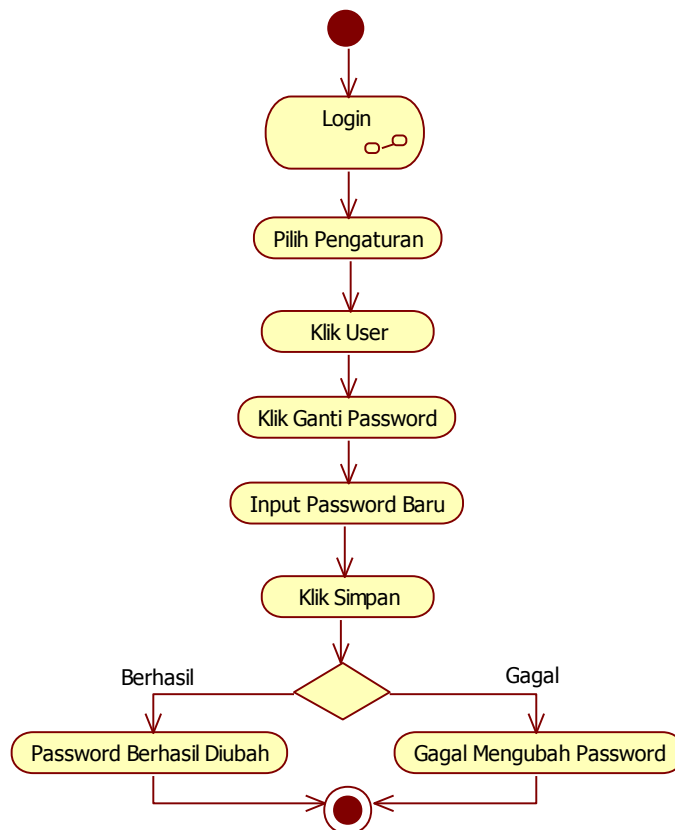 Login
Pilih Pengaturan
Klik User
Klik Ganti Password
Input Password Baru
Klik Simpan
Berhasil
Gagal
Password Berhasil Diubah
Gagal Mengubah Password